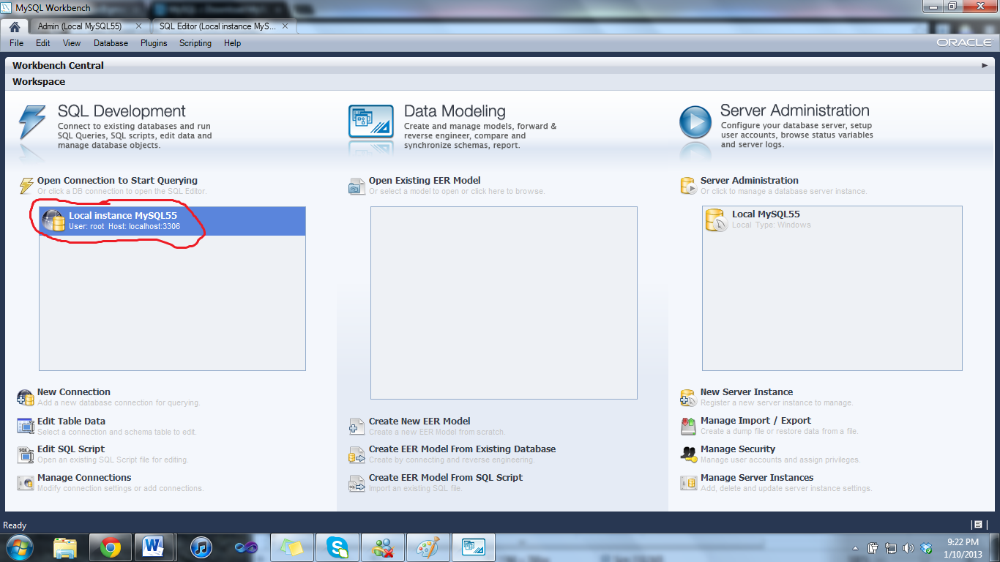 MySQL Workbench
Admin (Local MySQL55)
SQL Editor (Local instance MyS...
File Edit View Database Plugins Scripting Help
ORACLE
Workbench Central
Workspace
SQL Development
Connect to existing databases and run
SQL Queries, SQL scripts, edit data and
manage database objects.
Open Connection to Start Querying
Or click a DB connection to open the SQL Editor.
Local instance MySQL55
User: root Host: localhost:3306
New Connection
Add a new database connection for querying.
Edit Table Data
Select a connection and schema table to edit.
Edit SQL Script
Open an existing SQL Script file for editing.
Manage Connections
Modify connection settings or add connections.
Data Modeling
Create and manage models, forward &
reverse engineer, compare and
synchronize schemas, report.
Open Existing EER Model
Or select a model to open or click here to browse.
Create New EER Model
Create a new EER Model from scratch.
Create EER Model From Existing Database
Create by connecting and reverse engineering.
Create EER Model From SQL Script
Import an existing SQL file.
Server Administration
Configure your database server, setup
user accounts, browse status variables
and server logs.
Server Administration
Or click to manage a database server instance.
Local MySQL55
Local Type: Windows
New Server Instance
Register a new server instance to manage.
Manage Import / Export
Create a dump file or restore data from a file.
Manage Security
Manage user accounts and assign privileges.
Manage Server Instances
Add, delete and update server instance settings.
Ready
9:22 PM
1/10/2013